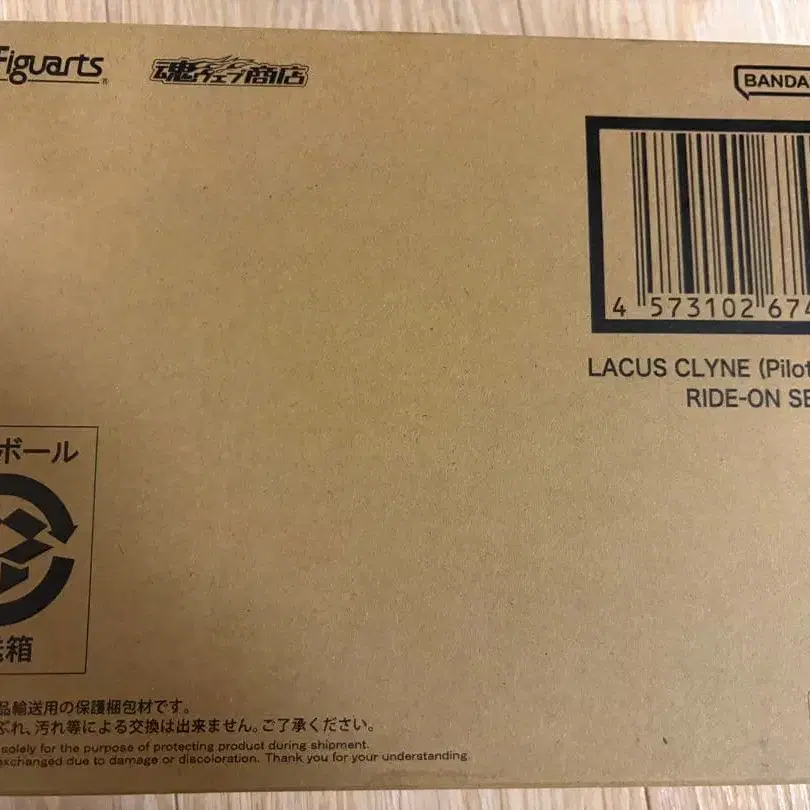 Figuarts
魂ウェブ商店
BANDA
4 573102 674
LACUS CLYNE (Pilot
RIDE-ON SE
ボール
箱
品輸送用の保護梱包材です。
ぶれ、汚れ等による交換は出来ません。ご了承ください。
solely for the purpose of protecting product during shipment.
exchanged due to damage or discoloration. Thank you for your understanding.